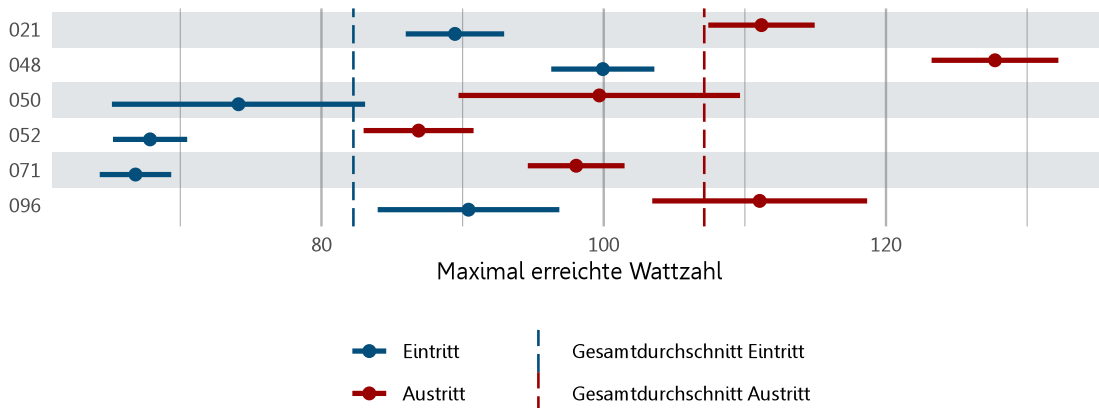 021
048
050
052
071
096
80 100 120
Maximal erreichte Wattzahl
Eintritt Gesamtdurchschnitt Eintritt
Austritt Gesamtdurchschnitt Austritt